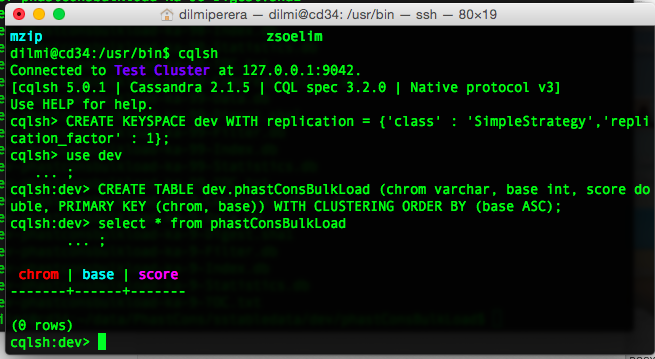 dilmiperera — dilmi@cd34: /usr/bin — ssh — 80×19
mzip zsoelim
dilmi@cd34:/usr/bin$ cqlsh
Connected to Test Cluster at 127.0.0.1:9042.
[cqlsh 5.0.1 | Cassandra 2.1.5 | CQL spec 3.2.0 | Native protocol v3]
Use HELP for help.
cqlsh> CREATE KEYSPACE dev WITH replication = {'class' : 'SimpleStrategy','repli
cation_factor' : 1};
cqlsh> use dev
... ;
cqlsh:dev> CREATE TABLE dev.phastConsBulkLoad (chrom varchar, base int, score do
uble, PRIMARY KEY (chrom, base)) WITH CLUSTERING ORDER BY (base ASC);
cqlsh:dev> select * from phastConsBulkLoad
... ;
chrom | base | score
-------+------+-------
(0 rows)
cqlsh:dev>